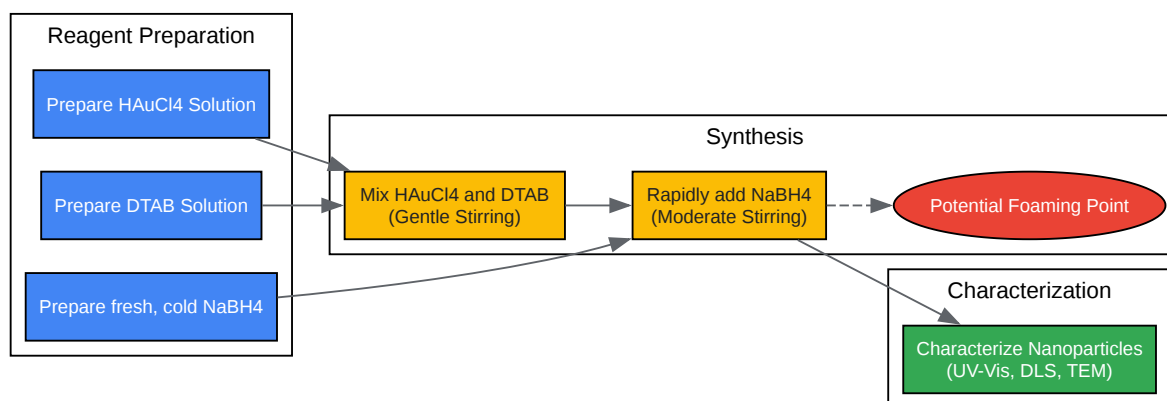 Reagent Preparation
Prepare HAuCl4 Solution
Prepare DTAB Solution
Prepare fresh, cold NaBH4
Synthesis
Mix HAuCl4 and DTAB
(Gentle Stirring)
Rapidly add NaBH4
(Moderate Stirring)
Potential Foaming Point
Characterization
Characterize Nanoparticles
(UV-Vis, DLS, TEM)